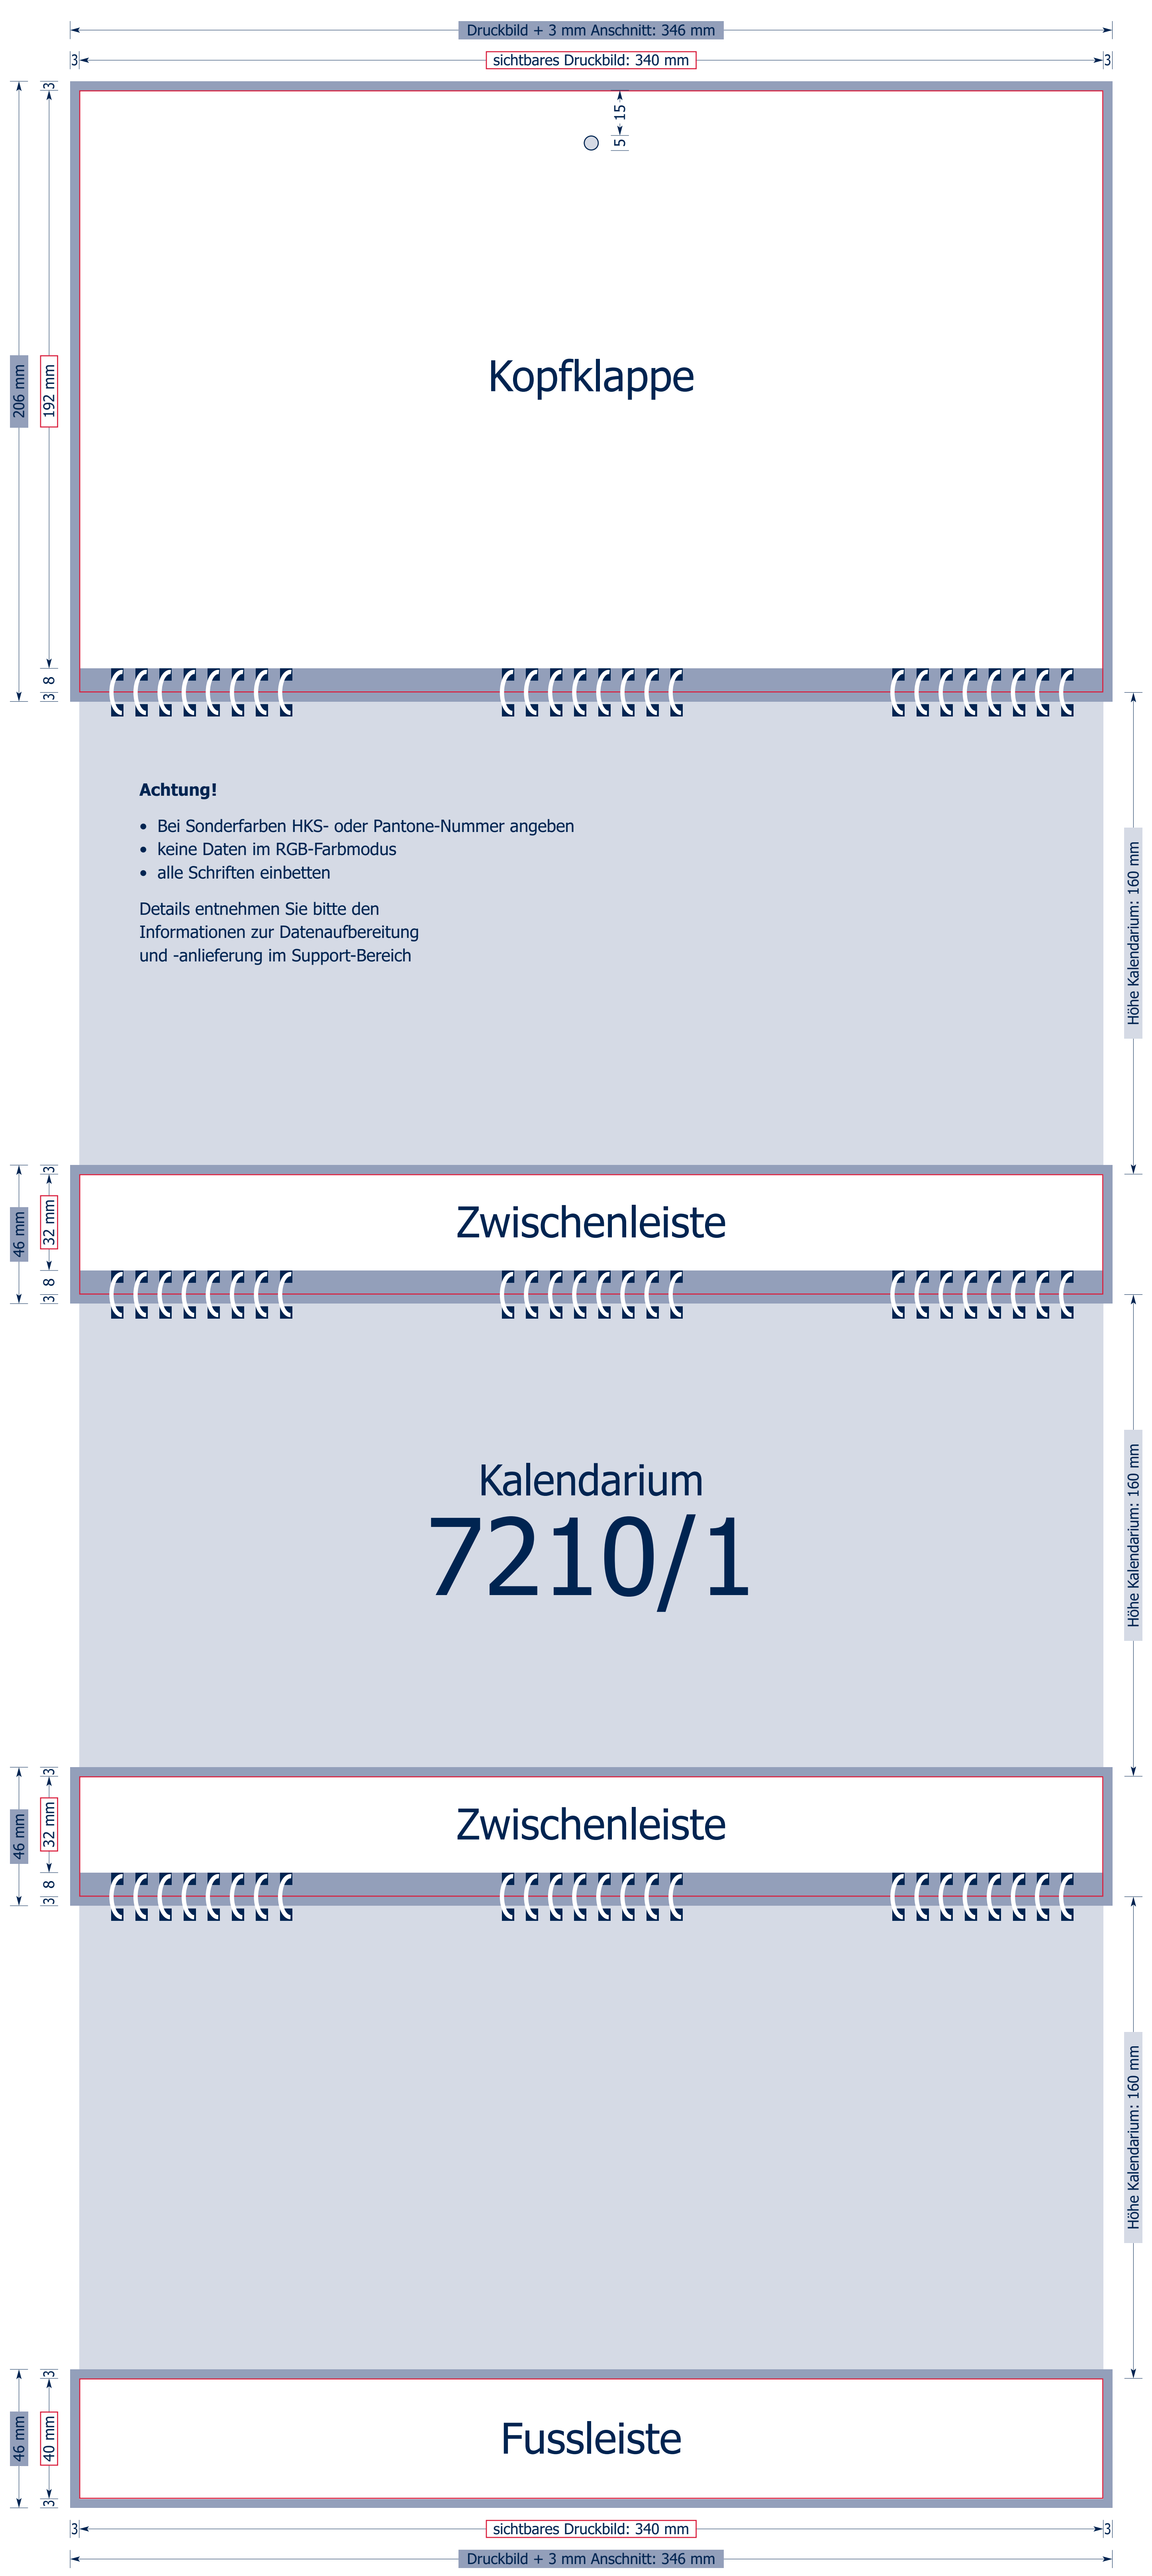 Druckbild + 3 mm Anschnitt: 346 mm
3 sichtbares Druckbild: 340 mm 3
3
15
5
206 mm
192 mm
Kopfklappe
8
3
Achtung!
• Bei Sonderfarben HKS- oder Pantone-Nummer angeben
• keine Daten im RGB-Farbmodus
• alle Schriften einbetten
Details entnehmen Sie bitte den
Informationen zur Datenaufbereitung
und -anlieferung im Support-Bereich
Höhe Kalendarium: 160 mm
3
46 mm
32 mm
Zwischenleiste
8
3
Kalendarium
7210/1
Höhe Kalendarium: 160 mm
3
46 mm
32 mm
Zwischenleiste
8
3
Höhe Kalendarium: 160 mm
3
46 mm
40 mm
Fussleiste
3
3 sichtbares Druckbild: 340 mm 3
Druckbild + 3 mm Anschnitt: 346 mm